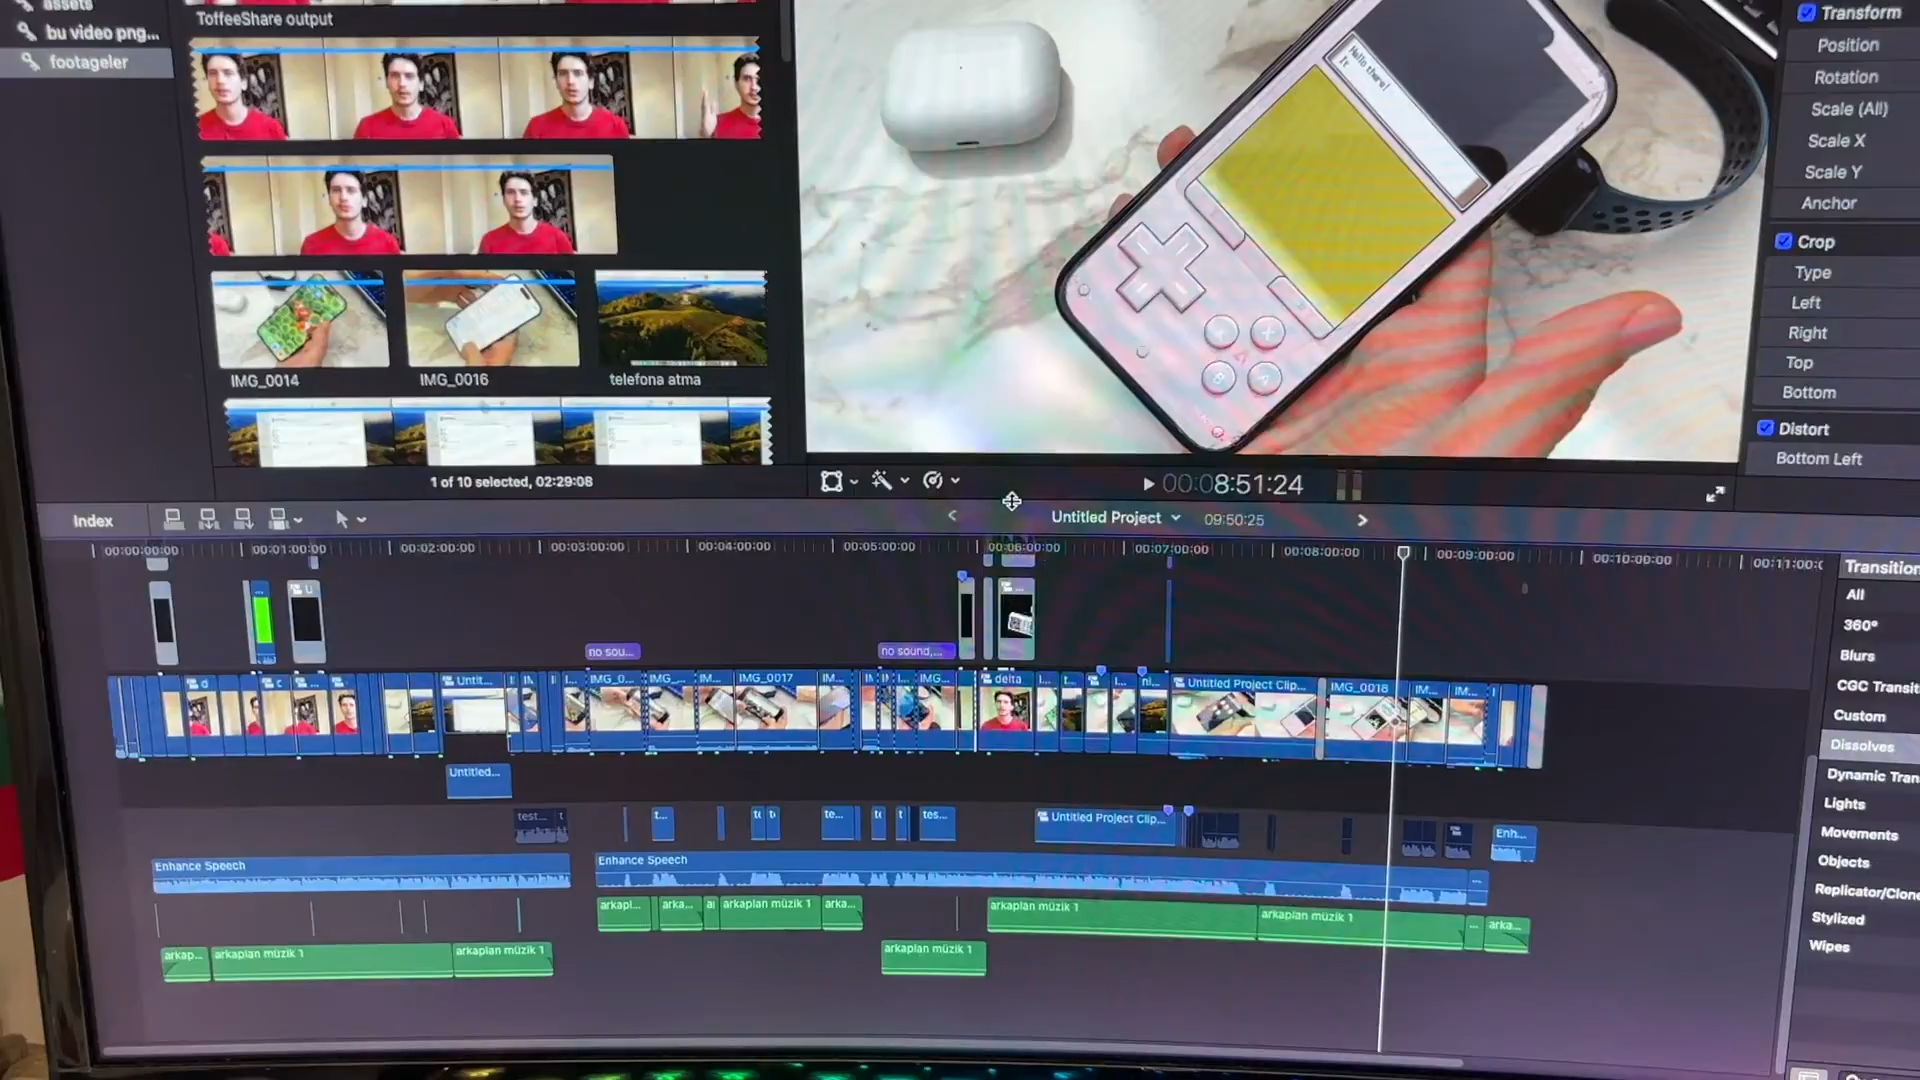 assets
bu video png...
footageler
ToffeeShare output
IMG_0014
IMG_0016
telefona atma
1 of 10 selected, 02:29:08
Hello there!
It
00:08:51:24
Transform
Position
Rotation
Scale (All)
Scale X
Scale Y
Anchor
Crop
Type
Left
Right
Top
Bottom
Distort
Bottom Left
Index
Untitled Project
09:50:25
00:00:00:00
00:01:00:00
00:02:00:00
00:03:00:00
00:04:00:00
00:05:00:00
00:06:00:00
00:07:00:00
00:08:00:00
00:09:00:00
00:10:00:00
00:11:00:(
no sou...
no sound,...
d
c
Untit...
IMG_0...
IMG_...
IM...
IMG_0017
IM...
IMG...
delta
Untitled Project Clip...
IMG_0018
IM...
IM...
Untitled...
test...
t
t...
te...
tes...
Untitled Project Clip...
Enh...
Enhance Speech
Enhance Speech
arkapl...
arka...
arkaplan müzik 1
arka...
arkaplan müzik 1
arkaplan müzik 1
arka...
arkap...
arkaplan müzik 1
arkaplan müzik 1
arkaplan müzik 1
Transition
All
360°
Blurs
CGC Transit
Custom
Dissolves
Dynamic Tran
Lights
Movements
Objects
Replicator/Clone
Stylized
Wipes